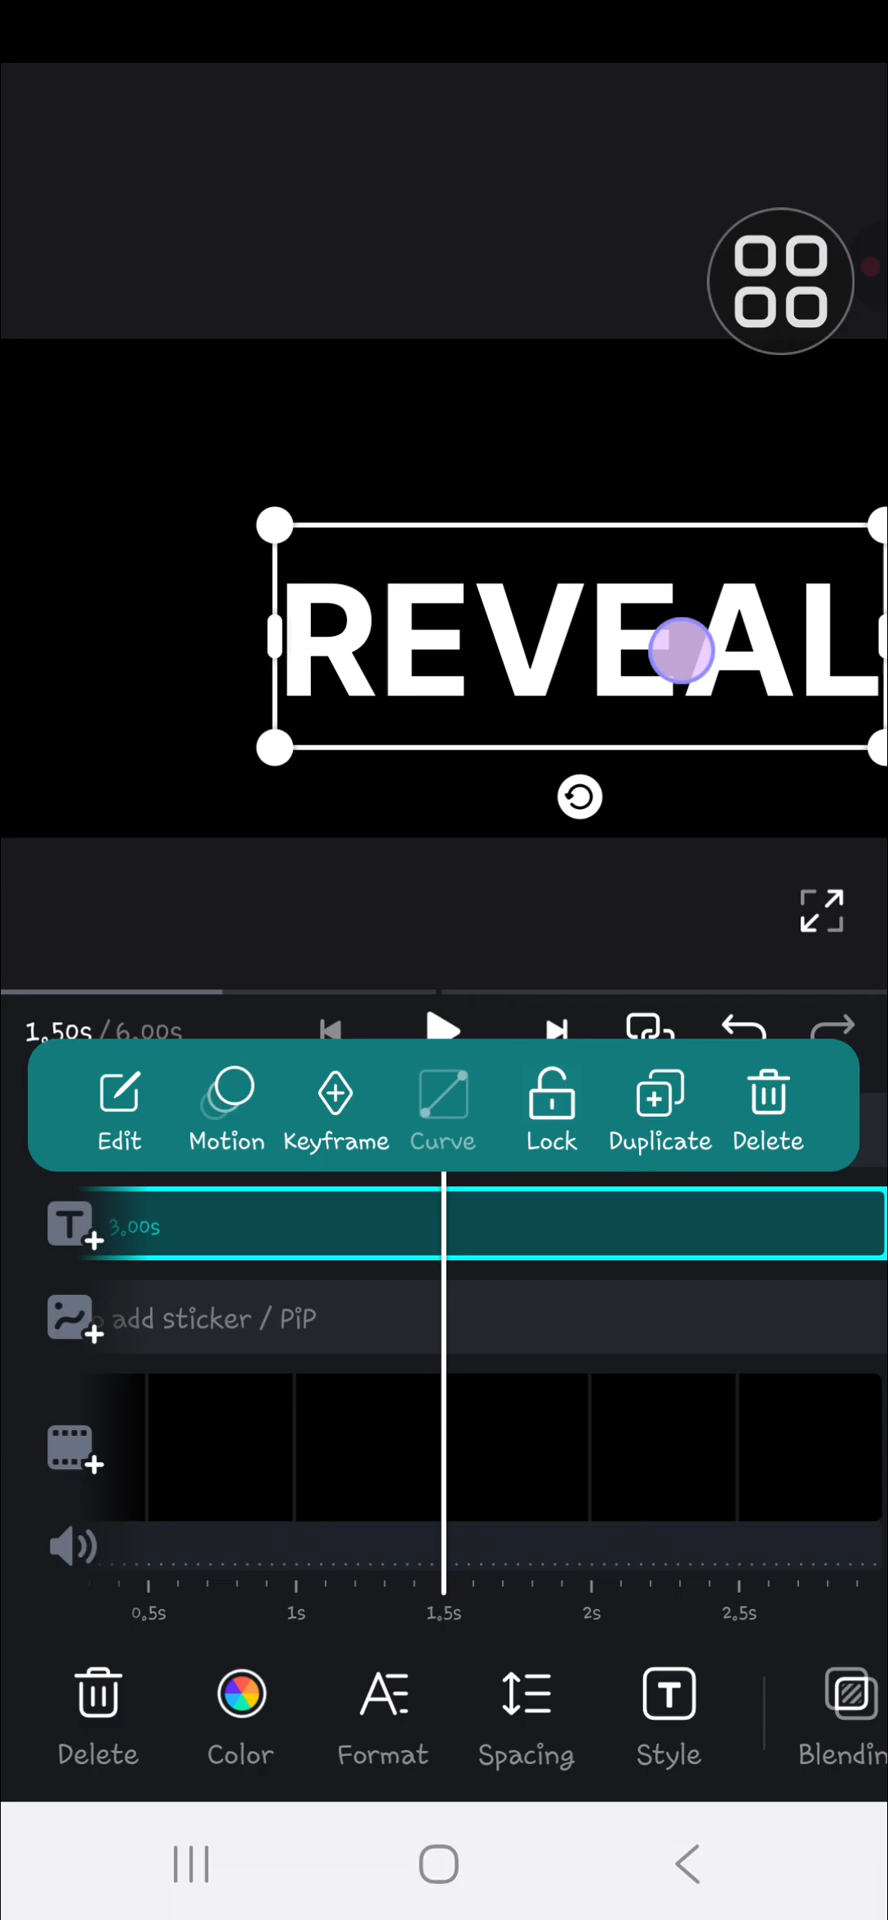 REVEAL
1.50s / 6.00s
Edit Motion Keyframe Curve Lock Duplicate Delete
T 3.00s
add sticker / PiP
0.5s 1s 1.5s 2s 2.5s
T
Delete Color Format Spacing Style Blendin